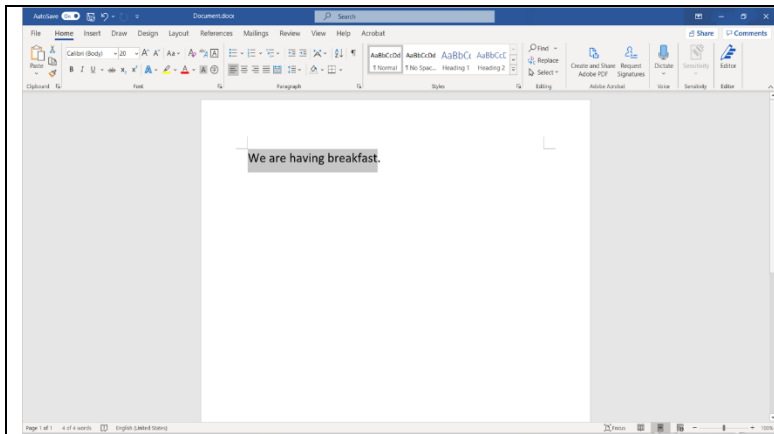 AutoSave On Document.docx Search
File Home Insert Draw Design Layout References Mailings Review View Help Acrobat Share Comments
Calibri (Body) 20 A A Aa A AaBbCcDd AaBbCcDd AaBbCc AaBbCcC Find
Paste B I U ab x x A A A ¶ Normal ¶ No Spac... Heading 1 Heading 2 Replace
Select Create and Share Adobe PDF Request Signatures Dictate Sensitivity Editor
Clipboard Font Paragraph Styles Editing Adobe Acrobat Voice Sensitivity Editor
We are having breakfast.
Page 1 of 1 4 of 4 words English (United States) Focus 100%